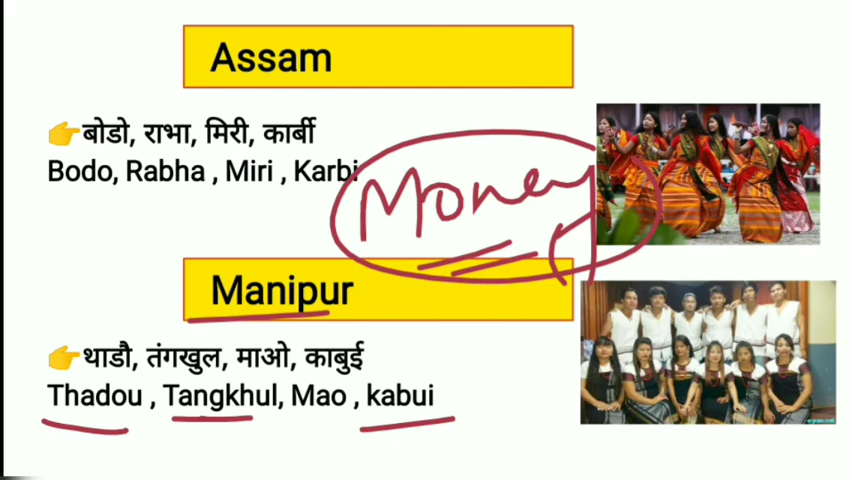 Assam
👉बोडो, राभा, मिरी, कार्बी
Bodo, Rabha , Miri , Karbi
Money
Manipur
👉थाडौ, तंगखुल, माओ, काबुई
Thadou , Tangkhul, Mao , kabui